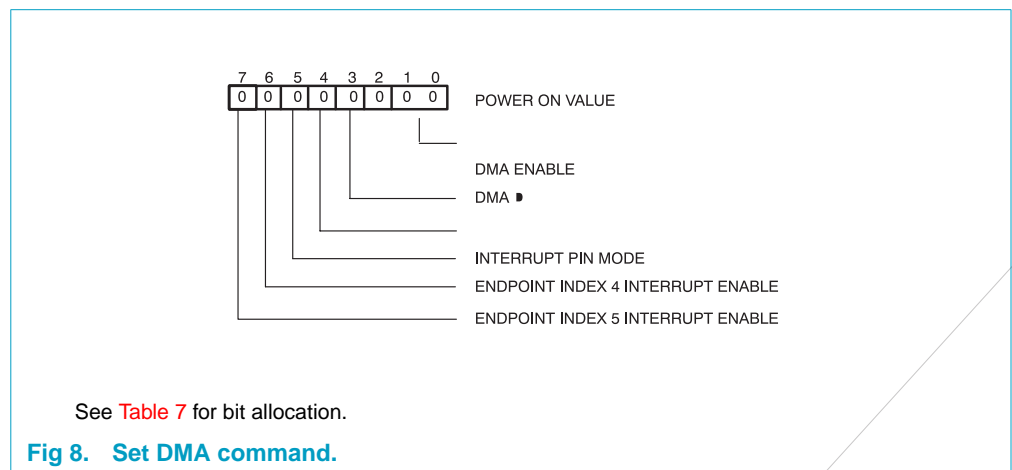 7 6 5 4 3 2 1 0
0 0 0 0 0 0 0 0 POWER ON VALUE
DMA ENABLE
DMA
INTERRUPT PIN MODE
ENDPOINT INDEX 4 INTERRUPT ENABLE
ENDPOINT INDEX 5 INTERRUPT ENABLE
See Table 7 for bit allocation.
Fig 8. Set DMA command.